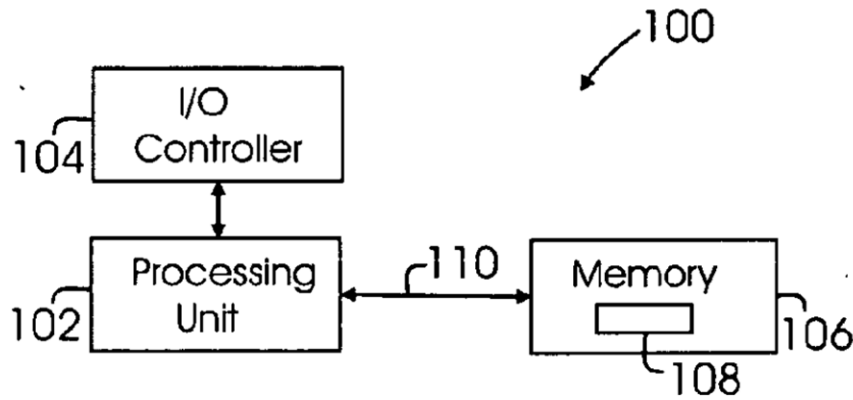 100
I/O
Controller
104
Processing
Unit
102
110
Memory
106
108